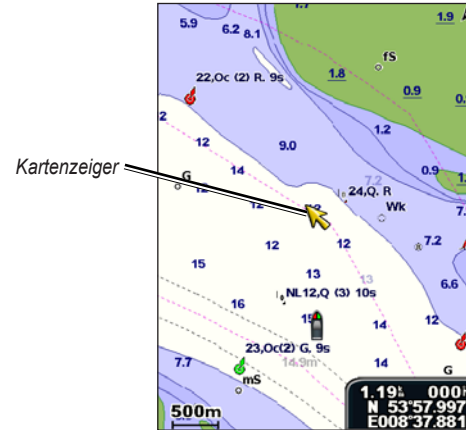 1.9
5.9
6.2 8.1
fS
22,Oc (2) R. 9s
1.8
0.9
1.2
12
9.0
14
0.9
Kartenzeiger
G
7.2
24,Q. R
12
Wk
12
12
7.2
15
13
13
6.6
NL12,Q (3) 10s
16
14
12
23,Oc(2) G. 9s
14.9m
7.7
14
mS
G
1.19
000
500m
N 53°57.997
E008°37.881